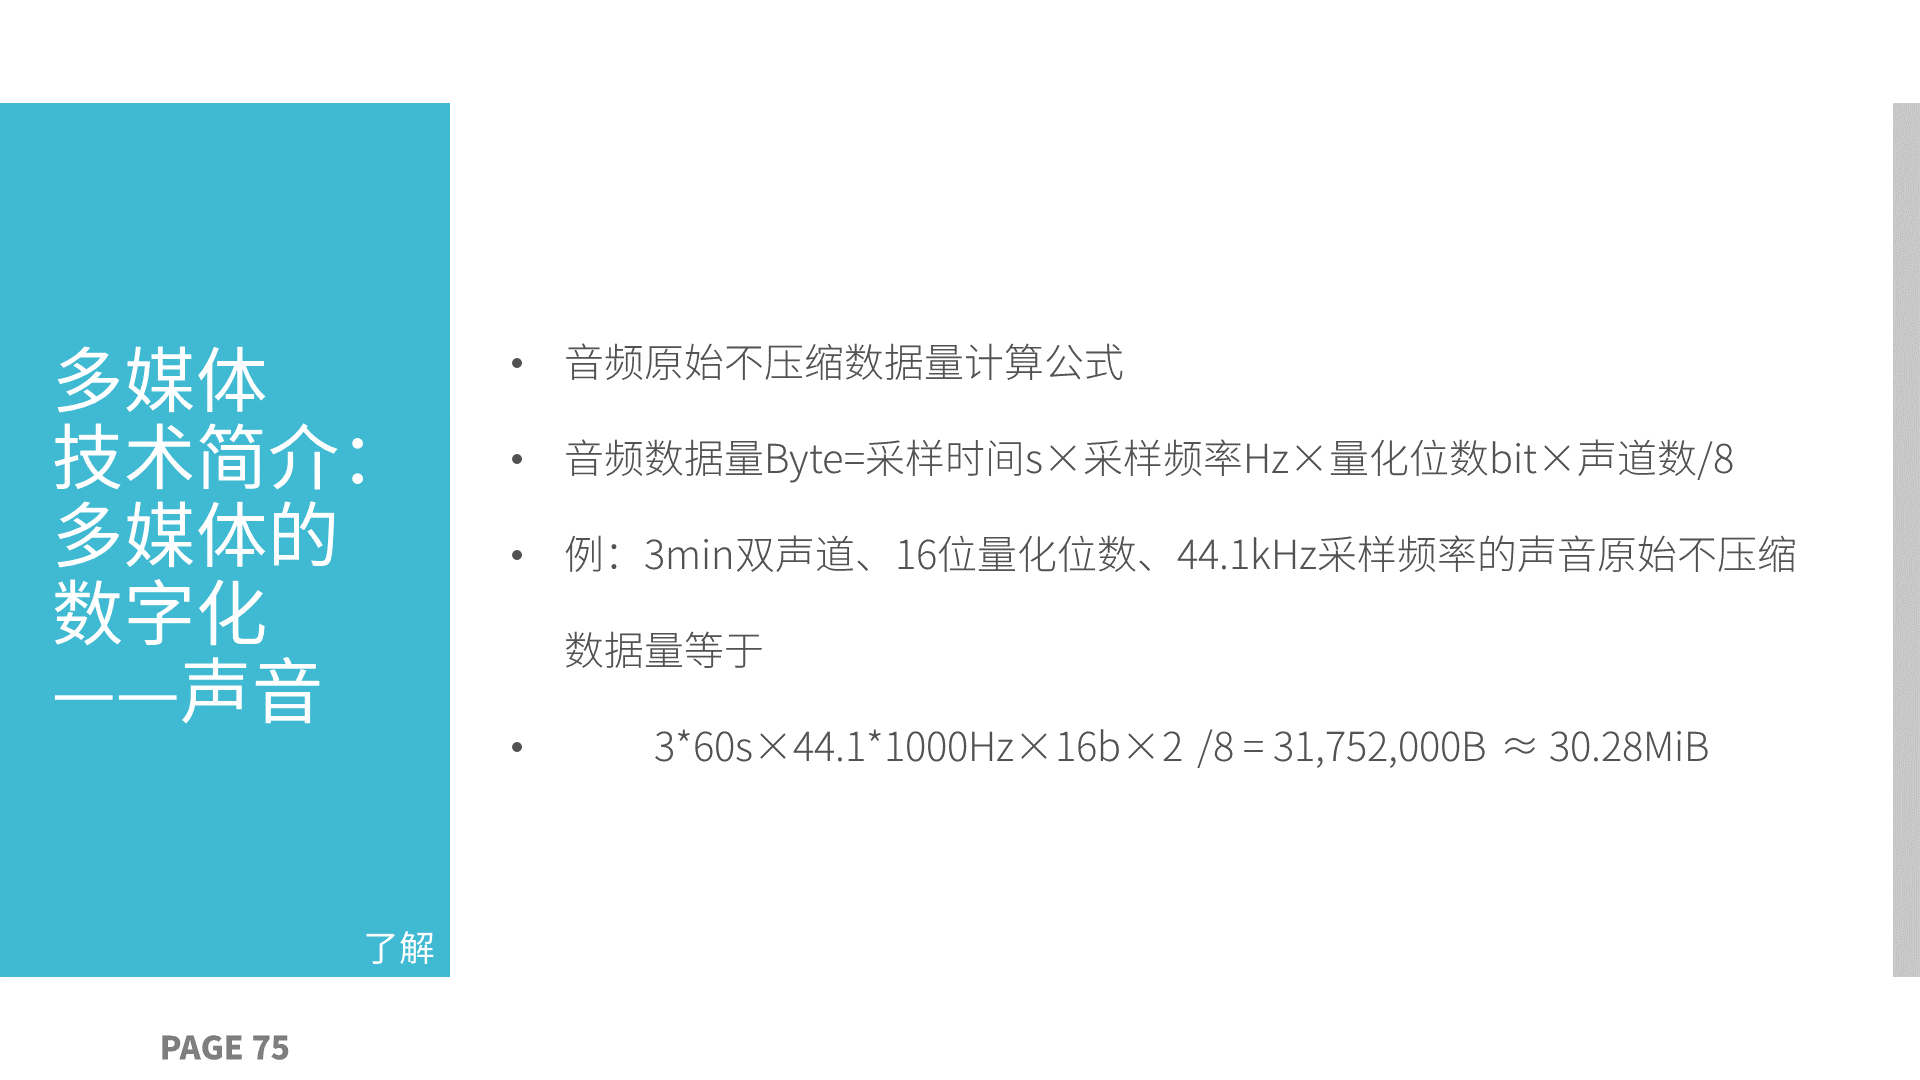 多媒体
技术简介：
多媒体的
数字化
——声音
了解
• 音频原始不压缩数据量计算公式
• 音频数据量Byte=采样时间s×采样频率Hz×量化位数bit×声道数/8
• 例：3min双声道、16位量化位数、44.1kHz采样频率的声音原始不压缩
数据量等于
• 3*60s×44.1*1000Hz×16b×2 /8 = 31,752,000B ≈ 30.28MiB
PAGE 75